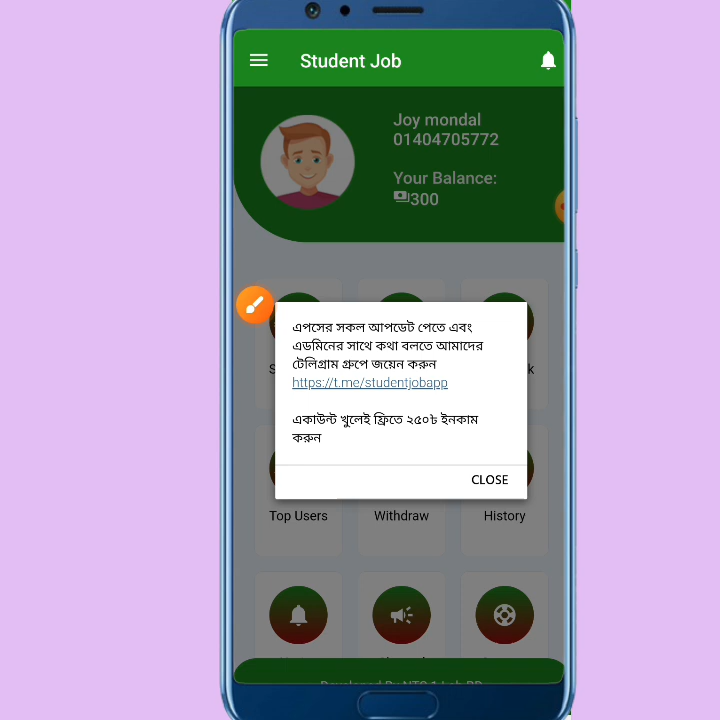 Student Job
Joy mondal
01404705772
Your Balance:
300
এপসের সকল আপডেট পেতে এবং
এডমিনের সাথে কথা বলতে আমাদের
টেলিগ্রাম গ্রুপে জয়েন করুন
https://t.me/studentjobapp
একাউন্ট খুলেই ফ্রিতে ২৫০৳ ইনকাম
করুন
CLOSE
Top Users
Withdraw
History